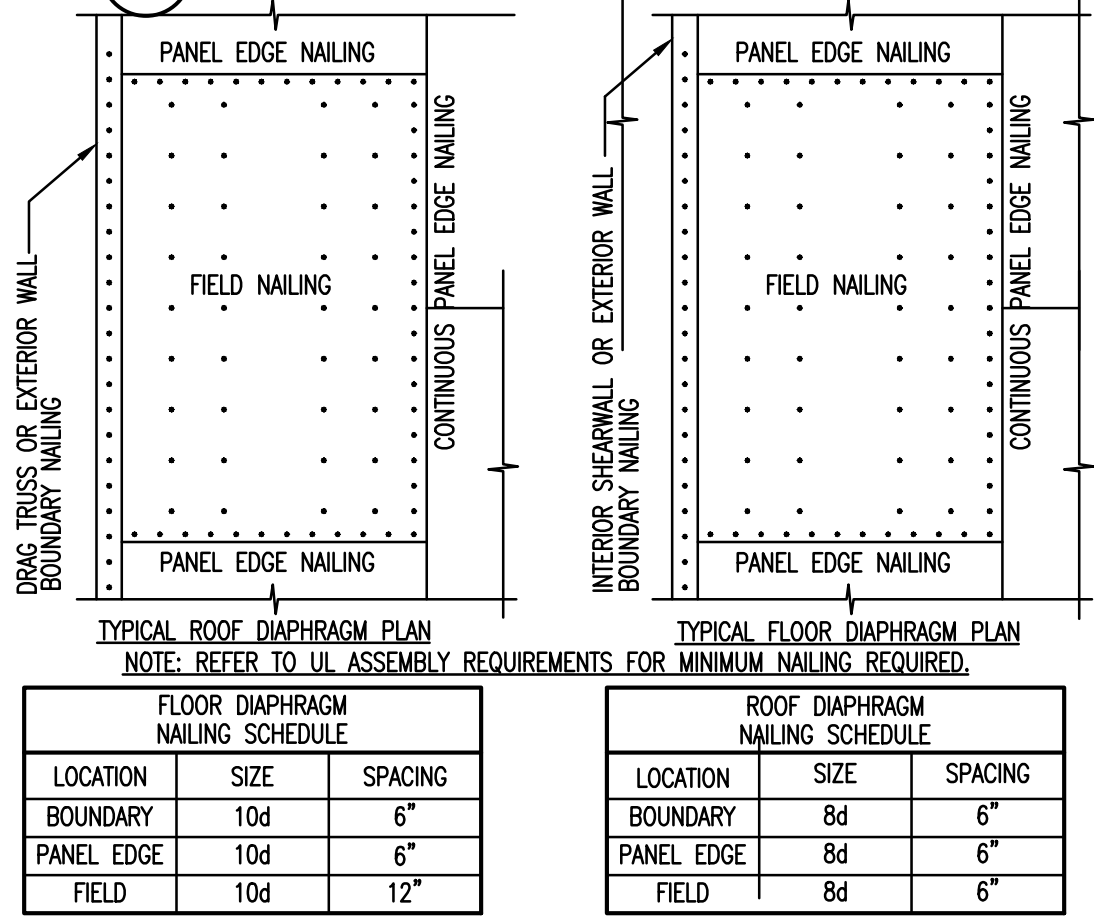 PANEL EDGE NAILING
CONTINUOUS PANEL EDGE NAILING
FIELD NAILING
DRAG TRUSS OR EXTERIOR WALL
BOUNDARY NAILING
PANEL EDGE NAILING
TYPICAL ROOF DIAPHRAGM PLAN
PANEL EDGE NAILING
CONTINUOUS PANEL EDGE NAILING
FIELD NAILING
INTERIOR SHEARWALL OR EXTERIOR WALL
BOUNDARY NAILING
PANEL EDGE NAILING
TYPICAL FLOOR DIAPHRAGM PLAN
NOTE: REFER TO UL ASSEMBLY REQUIREMENTS FOR MINIMUM NAILING REQUIRED.
FLOOR DIAPHRAGM
NAILING SCHEDULE
LOCATION SIZE SPACING
BOUNDARY 10d 6"
PANEL EDGE 10d 6"
FIELD 10d 12"
ROOF DIAPHRAGM
NAILING SCHEDULE
LOCATION SIZE SPACING
BOUNDARY 8d 6"
PANEL EDGE 8d 6"
FIELD 8d 6"